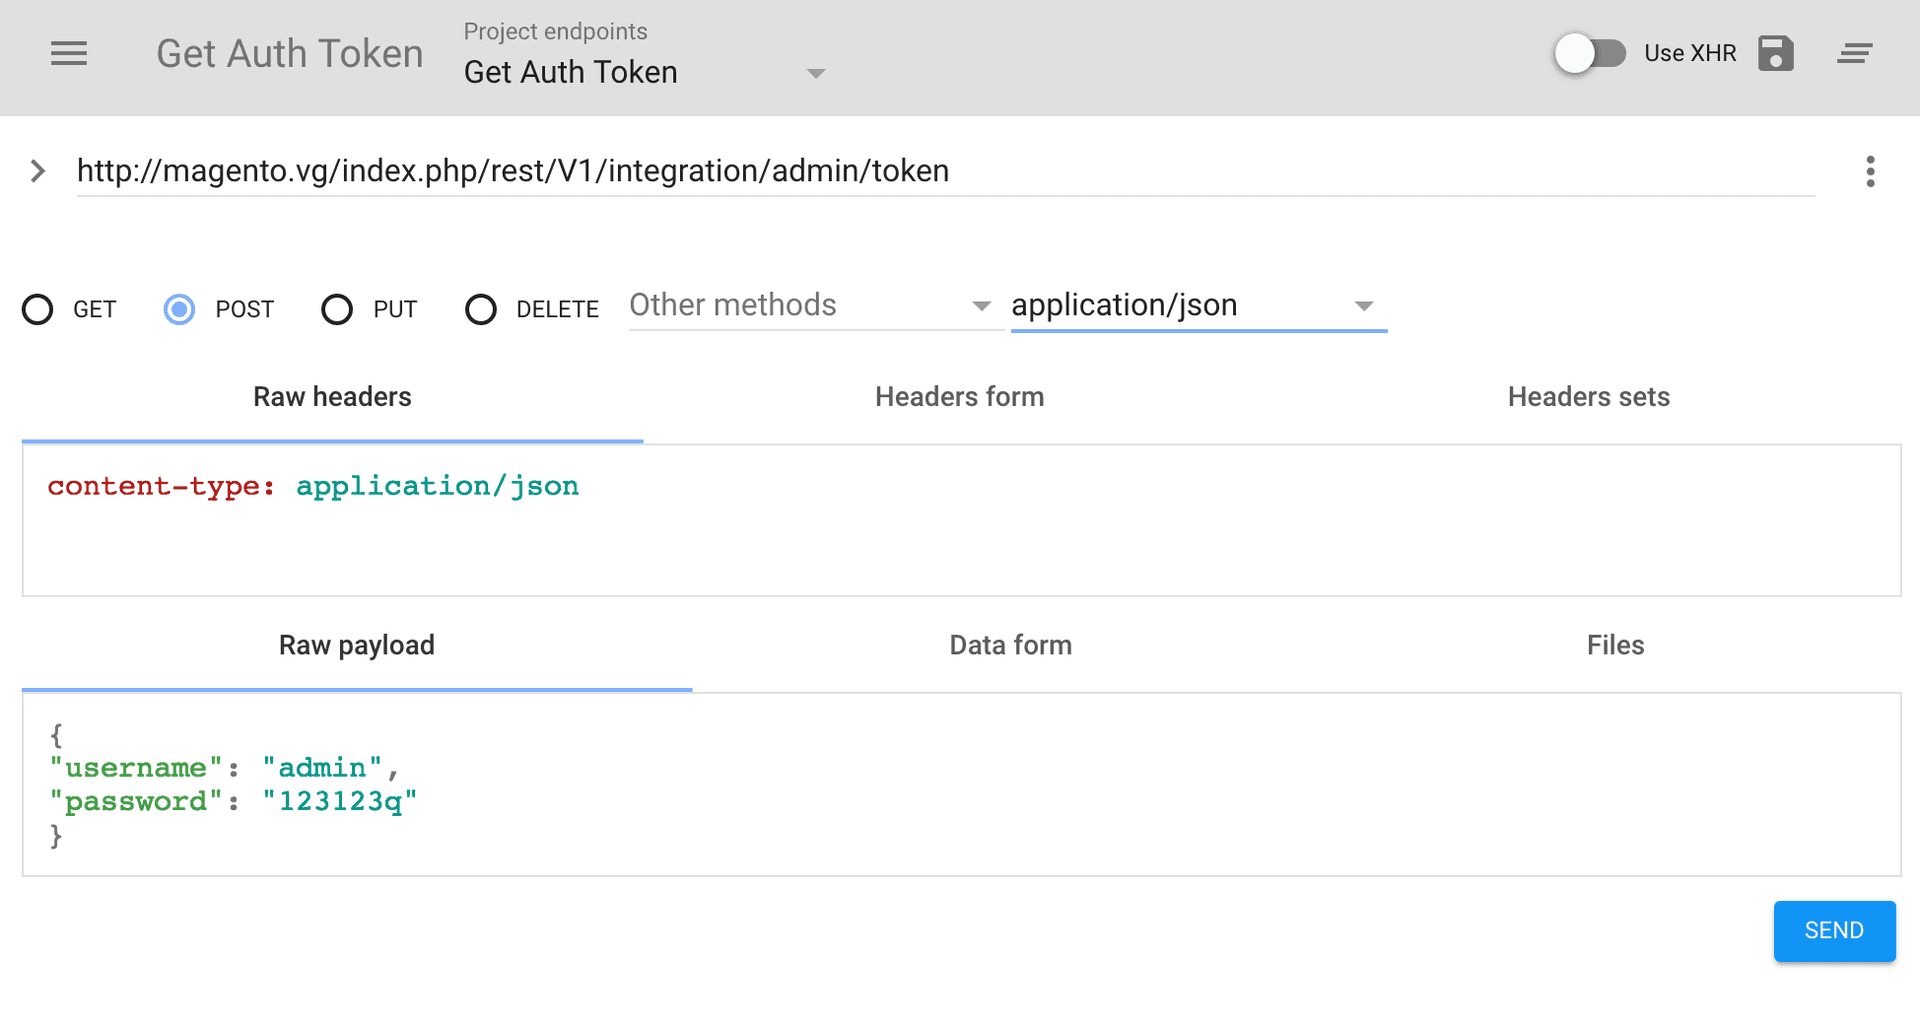 Get Auth Token
Project endpoints
Get Auth Token
Use XHR
http://magento.vg/index.php/rest/V1/integration/admin/token
GET POST PUT DELETE Other methods application/json
Raw headers Headers form Headers sets
content-type: application/json
Raw payload Data form Files
{
"username": "admin",
"password": "123123q"
}
SEND